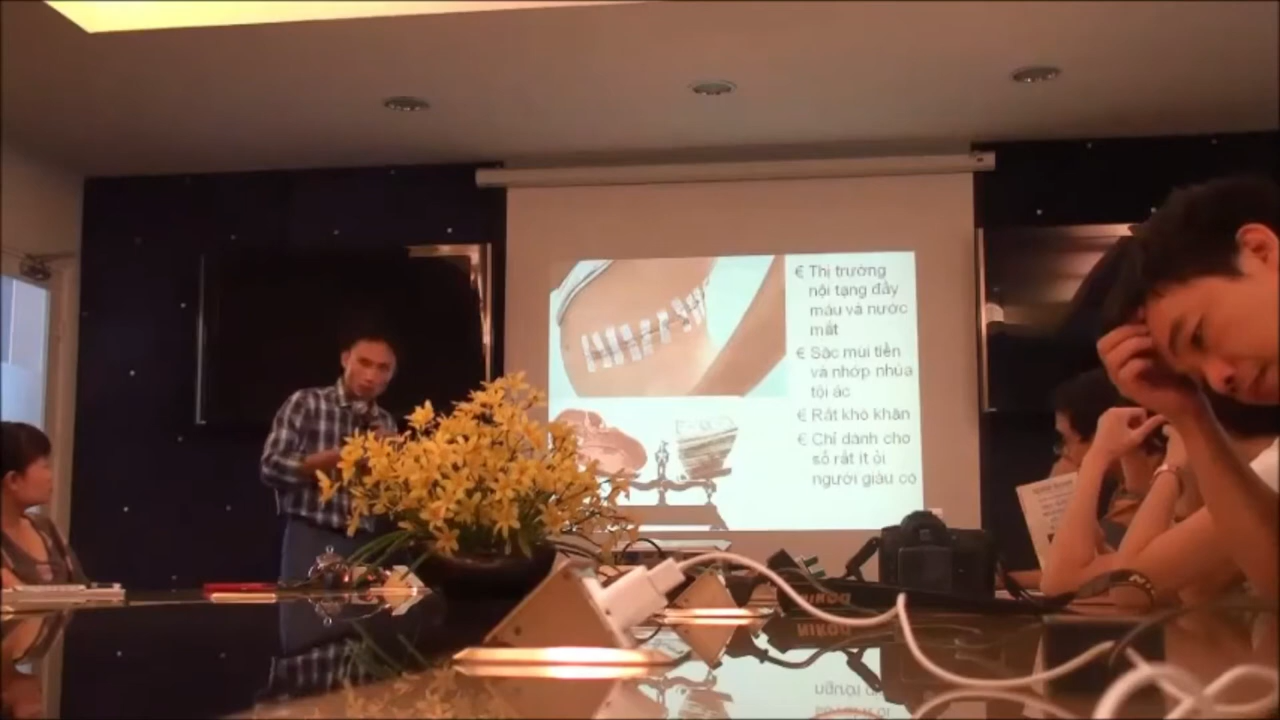 € Thị trường
nội tạng đầy
máu và nước
mắt
€ Sặc mùi tiền
và nhớp nhúa
tội ác
€ Rất khó khăn
€ Chỉ dành cho
số rất ít ỏi
người giàu có
NIKON